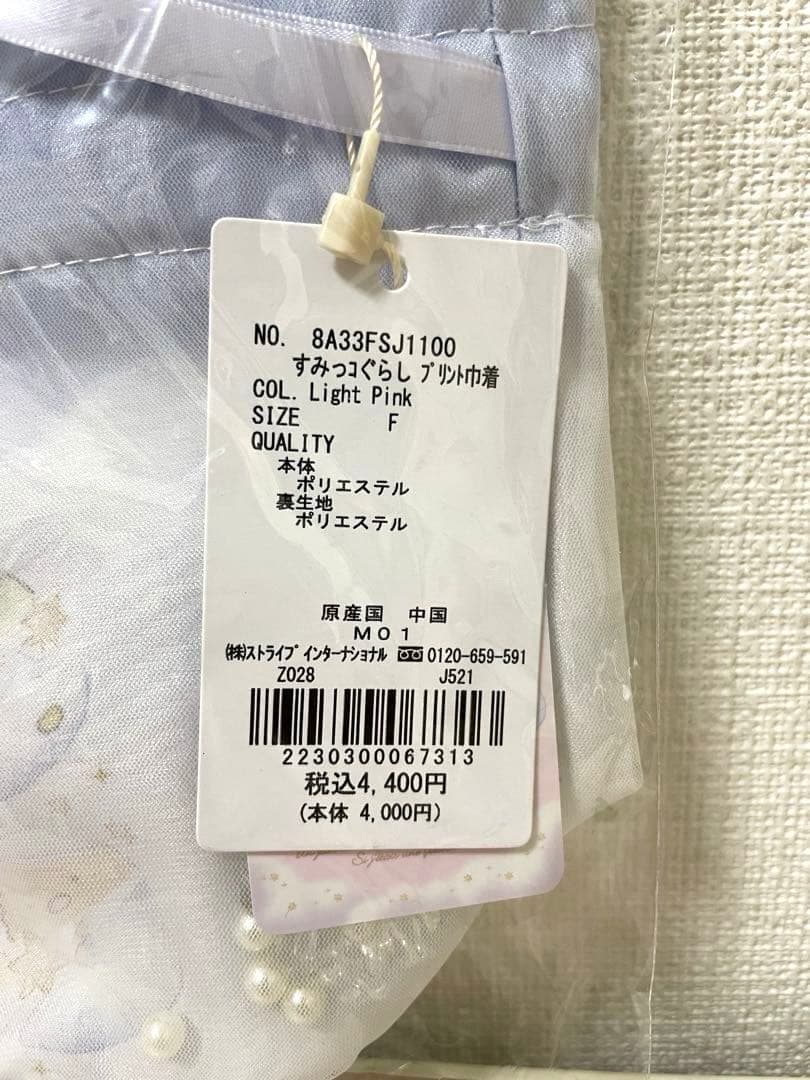 NO. 8A33FSJ1100
すみっコぐらし プリント巾着
COL. Light Pink
SIZE F
QUALITY
本体
ポリエステル
裏生地
ポリエステル
原産国 中国
M01
(株)ストライプインターナショナル 0120-659-591
Z028 J521
2230300067313
税込4,400円
(本体 4,000円)